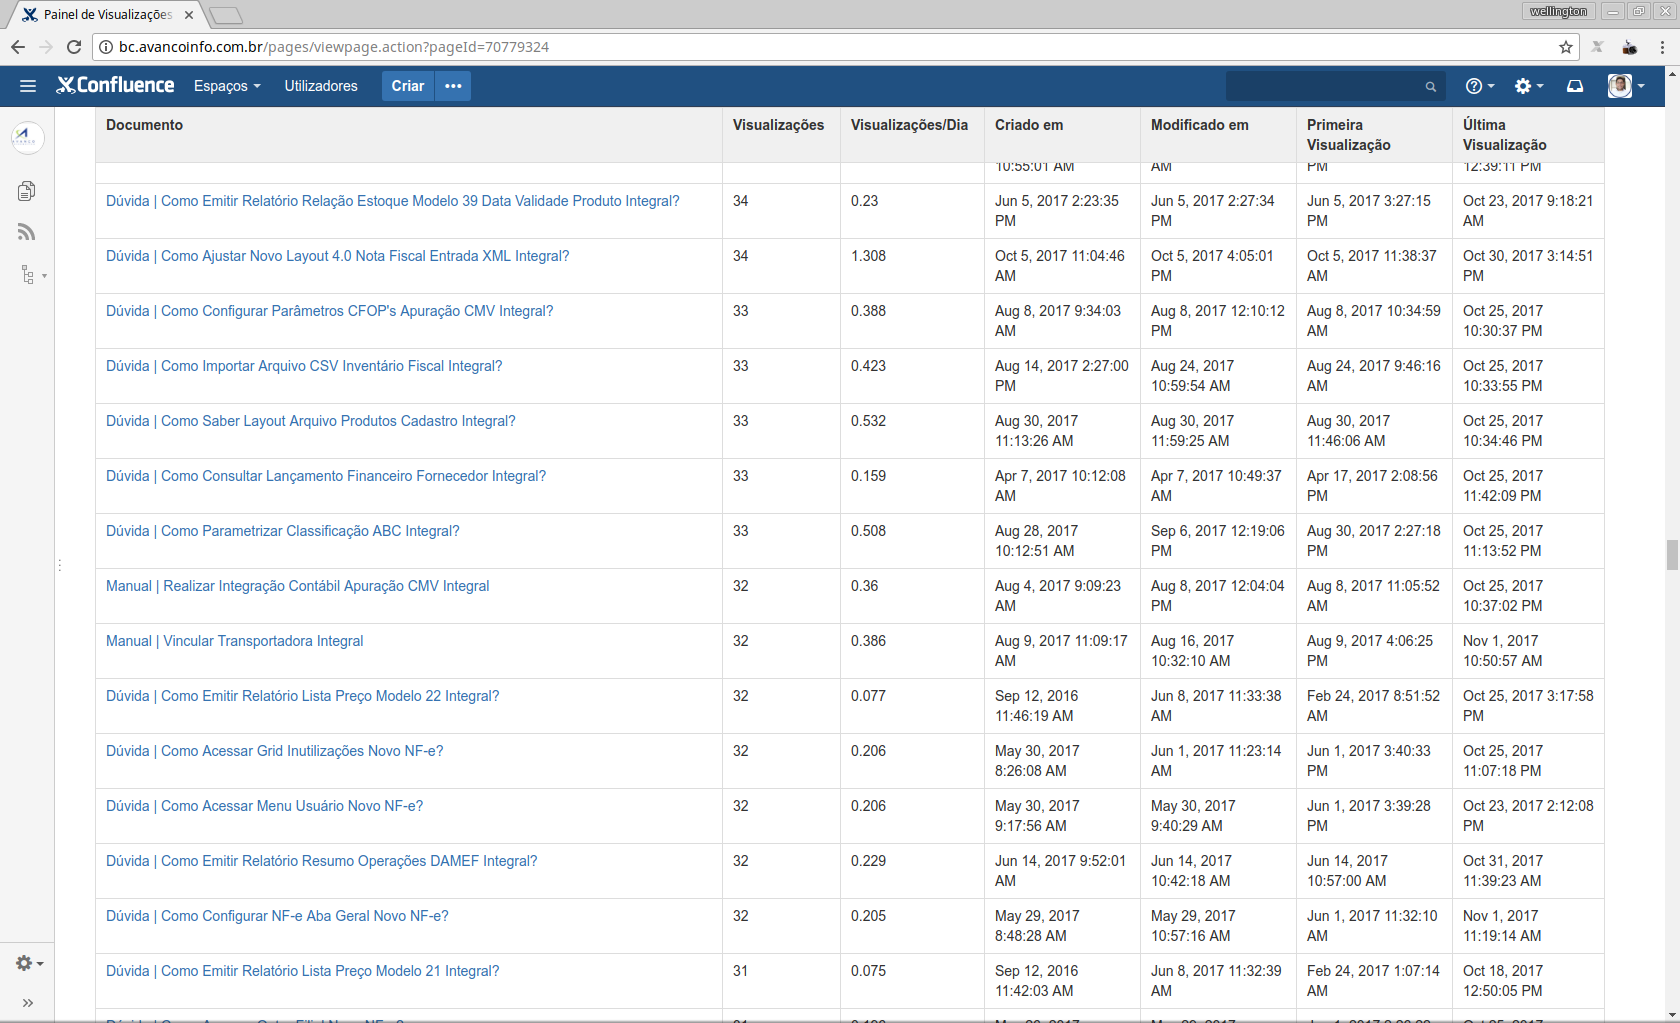 Painel de Visualizações
wellington
bc.avancoinfo.com.br/pages/viewpage.action?pageId=70779324
Confluence Espaços Utilizadores Criar
Documento Visualizações Visualizações/Dia Criado em Modificado em Primeira Visualização Última Visualização
10:55:01 AM AM PM 12:39:11 PM
Dúvida | Como Emitir Relatório Relação Estoque Modelo 39 Data Validade Produto Integral? 34 0.23 Jun 5, 2017 2:23:35 PM Jun 5, 2017 2:27:34 PM Jun 5, 2017 3:27:15 PM Oct 23, 2017 9:18:21 AM
Dúvida | Como Ajustar Novo Layout 4.0 Nota Fiscal Entrada XML Integral? 34 1.308 Oct 5, 2017 11:04:46 AM Oct 5, 2017 4:05:01 PM Oct 5, 2017 11:38:37 AM Oct 30, 2017 3:14:51 PM
Dúvida | Como Configurar Parâmetros CFOP's Apuração CMV Integral? 33 0.388 Aug 8, 2017 9:34:03 AM Aug 8, 2017 12:10:12 PM Aug 8, 2017 10:34:59 AM Oct 25, 2017 10:30:37 PM
Dúvida | Como Importar Arquivo CSV Inventário Fiscal Integral? 33 0.423 Aug 14, 2017 2:27:00 PM Aug 24, 2017 10:59:54 AM Aug 24, 2017 9:46:16 AM Oct 25, 2017 10:33:55 PM
Dúvida | Como Saber Layout Arquivo Produtos Cadastro Integral? 33 0.532 Aug 30, 2017 11:13:26 AM Aug 30, 2017 11:59:25 AM Aug 30, 2017 11:46:06 AM Oct 25, 2017 10:34:46 PM
Dúvida | Como Consultar Lançamento Financeiro Fornecedor Integral? 33 0.159 Apr 7, 2017 10:12:08 AM Apr 7, 2017 10:49:37 AM Apr 17, 2017 2:08:56 PM Oct 25, 2017 11:42:09 PM
Dúvida | Como Parametrizar Classificação ABC Integral? 33 0.508 Aug 28, 2017 10:12:51 AM Sep 6, 2017 12:19:06 PM Aug 30, 2017 2:27:18 PM Oct 25, 2017 11:13:52 PM
Manual | Realizar Integração Contábil Apuração CMV Integral 32 0.36 Aug 4, 2017 9:09:23 AM Aug 8, 2017 12:04:04 PM Aug 8, 2017 11:05:52 AM Oct 25, 2017 10:37:02 PM
Manual | Vincular Transportadora Integral 32 0.386 Aug 9, 2017 11:09:17 AM Aug 16, 2017 10:32:10 AM Aug 9, 2017 4:06:25 PM Nov 1, 2017 10:50:57 AM
Dúvida | Como Emitir Relatório Lista Preço Modelo 22 Integral? 32 0.077 Sep 12, 2016 11:46:19 AM Jun 8, 2017 11:33:38 AM Feb 24, 2017 8:51:52 AM Oct 25, 2017 3:17:58 PM
Dúvida | Como Acessar Grid Inutilizações Novo NF-e? 32 0.206 May 30, 2017 8:26:08 AM Jun 1, 2017 11:23:14 AM Jun 1, 2017 3:40:33 PM Oct 25, 2017 11:07:18 PM
Dúvida | Como Acessar Menu Usuário Novo NF-e? 32 0.206 May 30, 2017 9:17:56 AM May 30, 2017 9:40:29 AM Jun 1, 2017 3:39:28 PM Oct 23, 2017 2:12:08 PM
Dúvida | Como Emitir Relatório Resumo Operações DAMEF Integral? 32 0.229 Jun 14, 2017 9:52:01 AM Jun 14, 2017 10:42:18 AM Jun 14, 2017 10:57:00 AM Oct 31, 2017 11:39:23 AM
Dúvida | Como Configurar NF-e Aba Geral Novo NF-e? 32 0.205 May 29, 2017 8:48:28 AM May 29, 2017 10:57:16 AM Jun 1, 2017 11:32:10 AM Nov 1, 2017 11:19:14 AM
Dúvida | Como Emitir Relatório Lista Preço Modelo 21 Integral? 31 0.075 Sep 12, 2016 11:42:03 AM Jun 8, 2017 11:32:39 AM Feb 24, 2017 1:07:14 AM Oct 18, 2017 12:50:05 PM